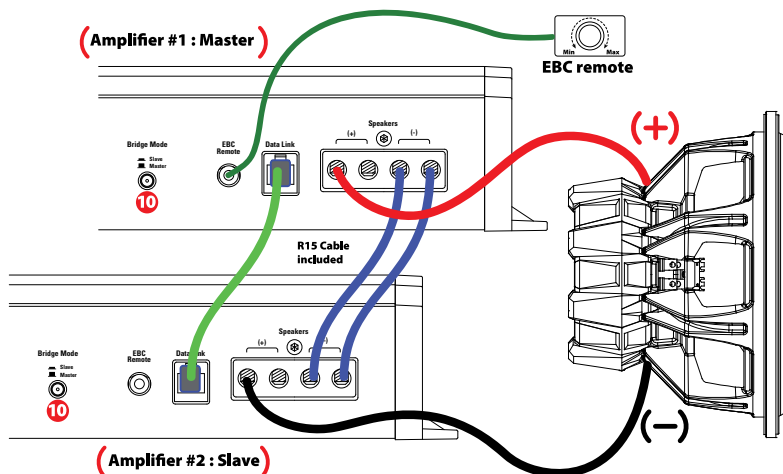 (Amplifier #1 : Master)
Min Max
EBC remote
Speakers
(+) (-)
Bridge Mode
Slave
Master
10
EBC
Remote
Data Link
(+)
R15 Cable
included
Speakers
(+) (-)
Bridge Mode
Slave
Master
10
EBC
Remote
Data Link
(-)
(Amplifier #2 : Slave)